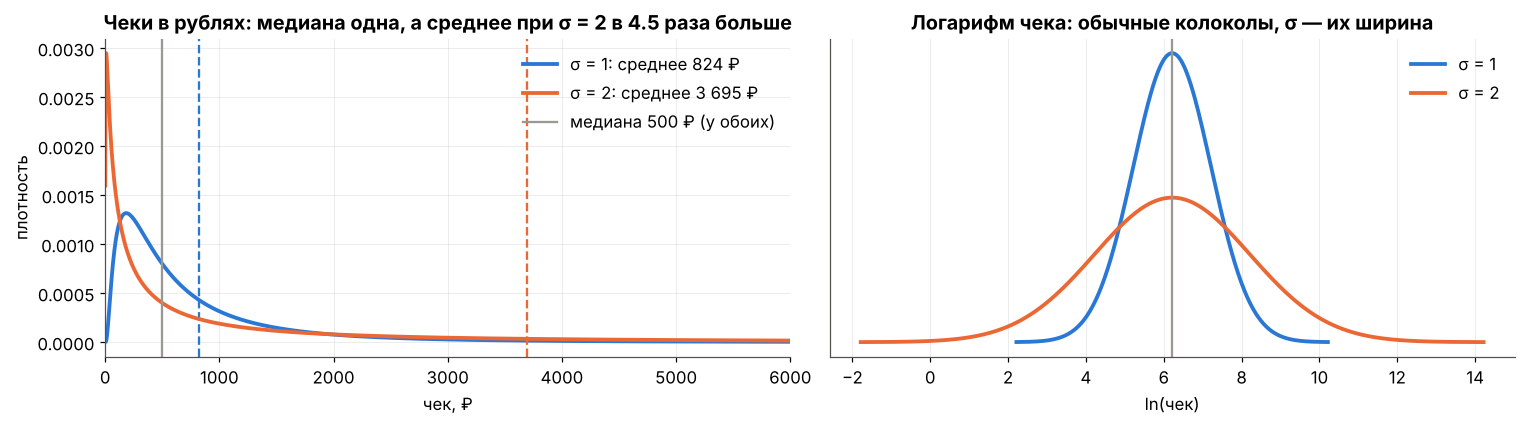 Чеки в рублях: медиана одна, а среднее при σ = 2 в 4.5 раза больше
плотность
0.0030
0.0025
0.0020
0.0015
0.0010
0.0005
0.0000
σ = 1: среднее 824 ₽
σ = 2: среднее 3 695 ₽
медиана 500 ₽ (у обоих)
0 1000 2000 3000 4000 5000 6000
чек, ₽
Логарифм чека: обычные колоколы, σ — их ширина
σ = 1
σ = 2
−2 0 2 4 6 8 10 12 14
ln(чек)